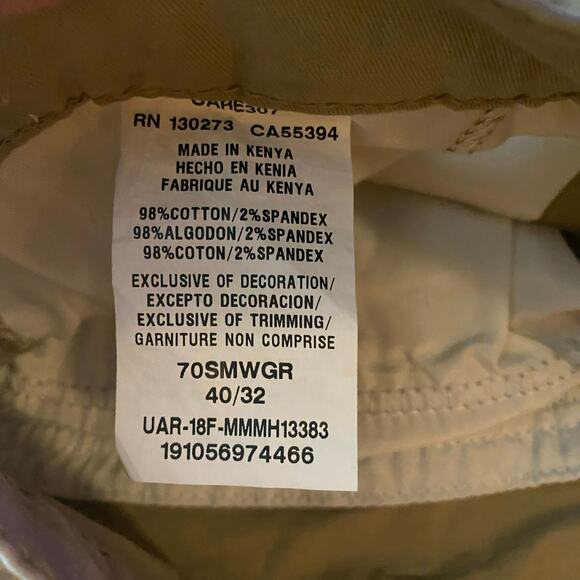 RN 130273 CA55394
MADE IN KENYA
HECHO EN KENIA
FABRIQUE AU KENYA
98%COTTON/2%SPANDEX
98%ALGODON/2%SPANDEX
98%COTON/2%SPANDEX
EXCLUSIVE OF DECORATION/
EXCEPTO DECORACION/
EXCLUSIVE OF TRIMMING/
GARNITURE NON COMPRISE
70SMWGR
40/32
UAR-18F-MMMH13383
191056974466